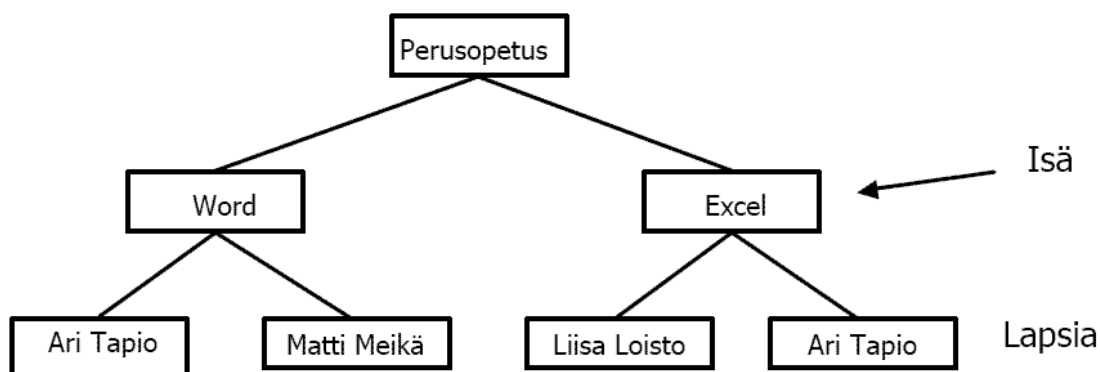 Perusopetus
Isä
Word
Excel
Ari Tapio
Matti Meikä
Liisa Loisto
Ari Tapio
Lapsia